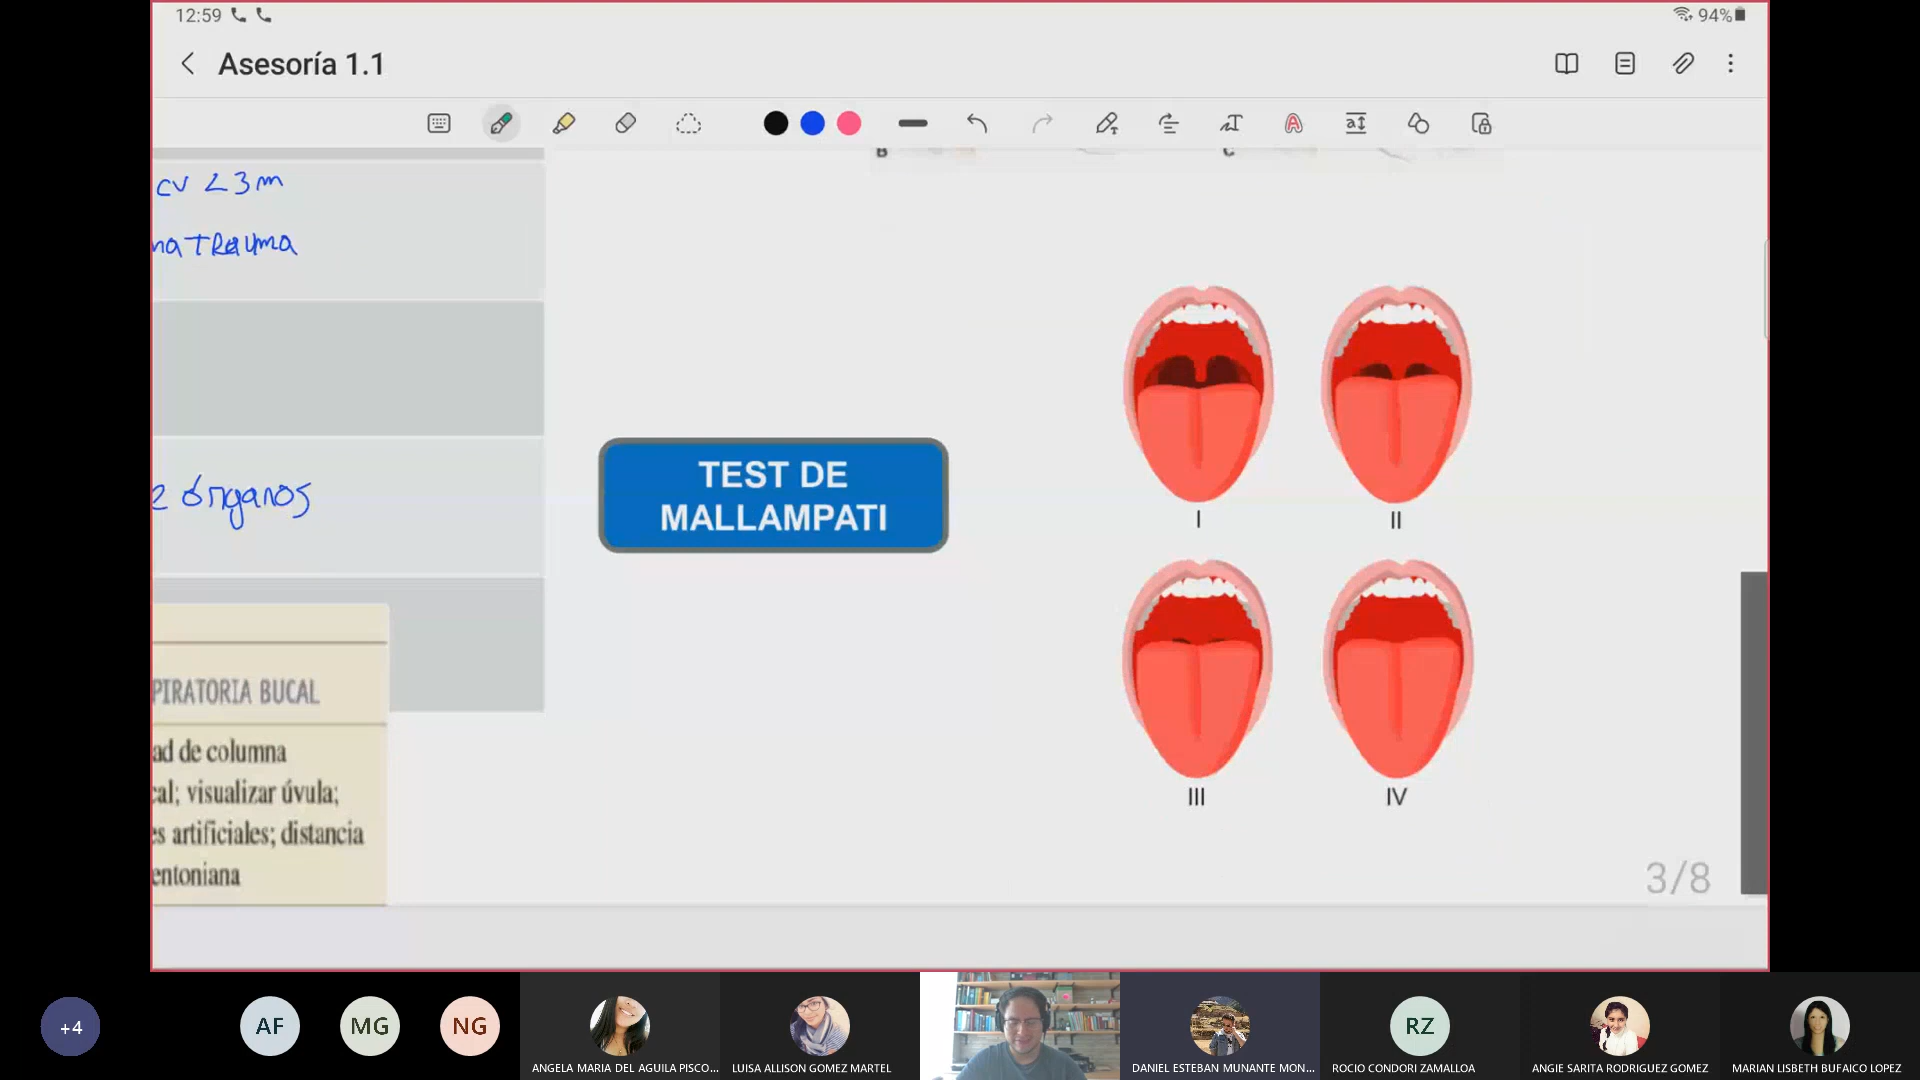 12:59
94%
Asesoría 1.1
B
C
cv < 3m
TRauma
órganos
TEST DE
MALLAMPATI
I
II
III
IV
PIRATORIA BUCAL
ad de columna
cal; visualizar úvula;
es artificiales; distancia
entoniana
3/8
+4
AF
MG
NG
RZ
ANGELA MARIA DEL AGUILA PISCO...
LUISA ALLISON GOMEZ MARTEL
DANIEL ESTEBAN MUNANTE MON...
ROCIO CONDORI ZAMALLOA
ANGIE SARITA RODRIGUEZ GOMEZ
MARIAN LISBETH BUFAICO LOPEZ